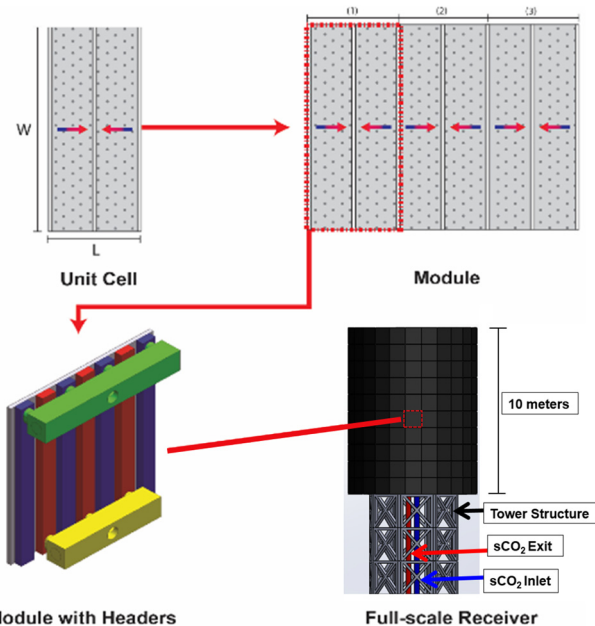 (1) (2) (3)
W
L
Unit Cell
Module
10 meters
Tower Structure
sCO₂ Exit
sCO₂ Inlet
odule with Headers
Full-scale Receiver